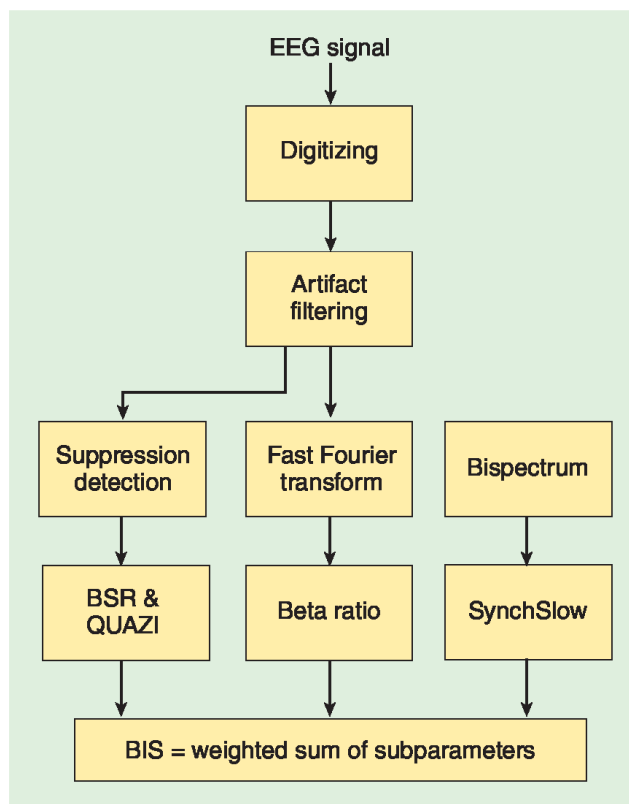 EEG signal
Digitizing
Artifact
filtering
Suppression
detection
Fast Fourier
transform
Bispectrum
BSR &
QUAZI
Beta ratio
SynchSlow
BIS = weighted sum of subparameters